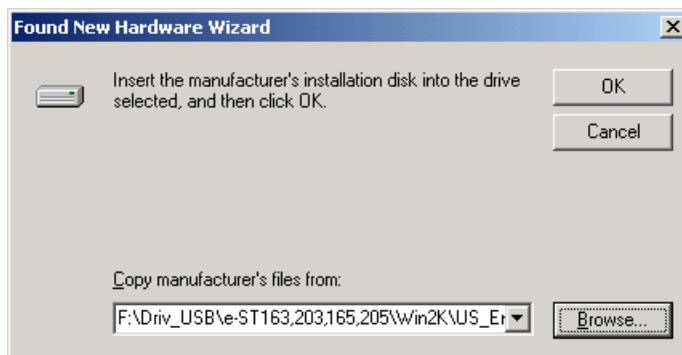 Found New Hardware Wizard
Insert the manufacturer's installation disk into the drive
selected, and then click OK.
OK
Cancel
Copy manufacturer's files from:
F:\Driv_USB\e-ST163,203,165,205\Win2K\US_Er
Browse...